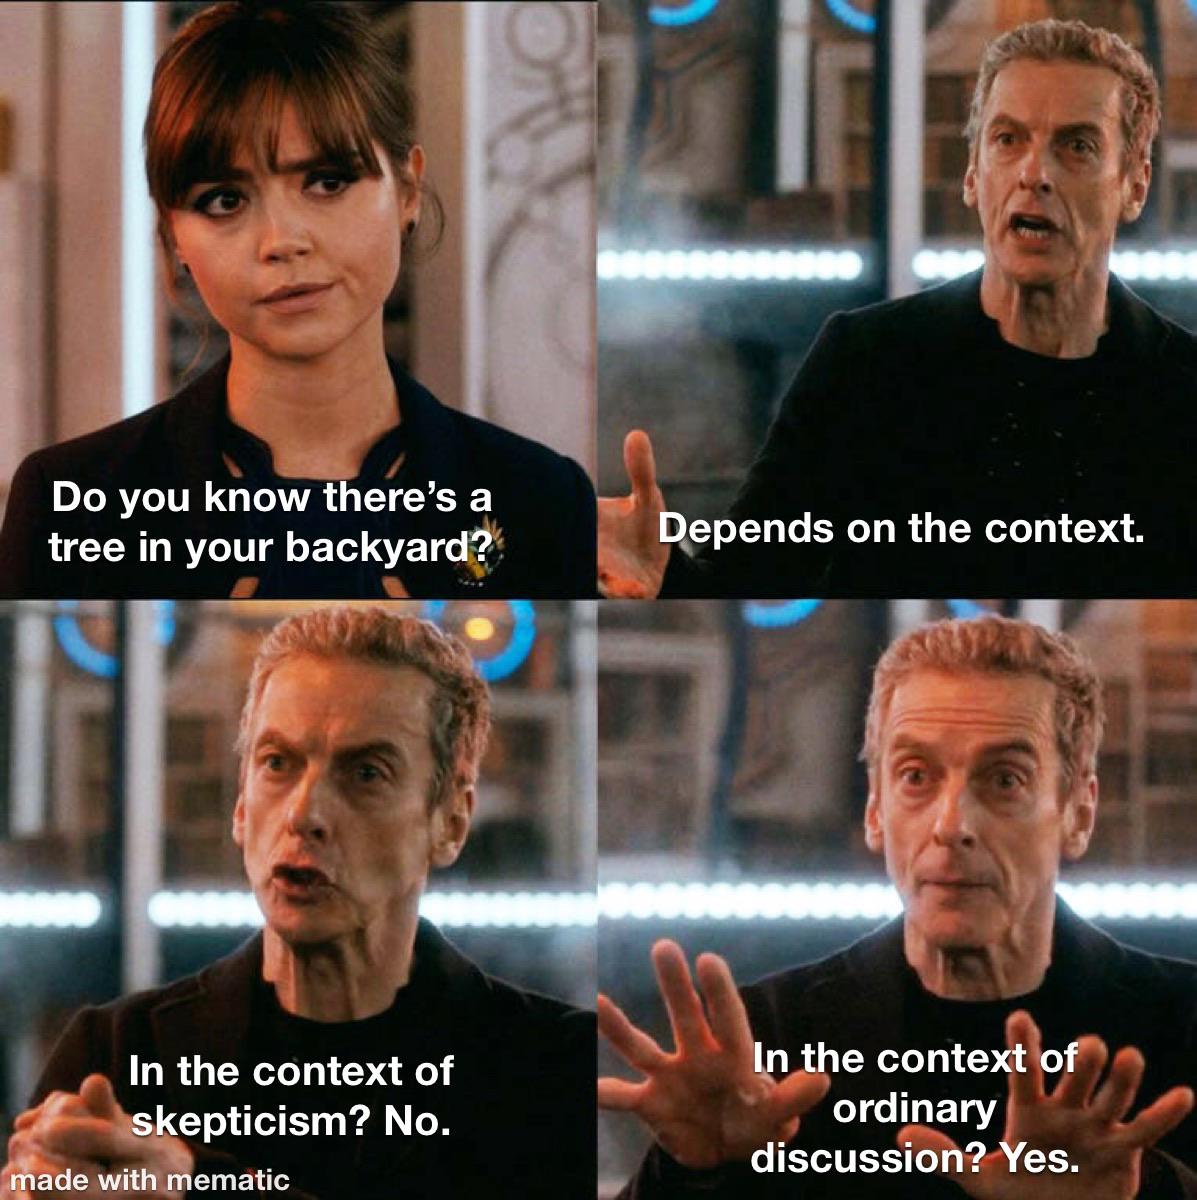 Do you know there’s a
tree in your backyard?
Depends on the context.
In the context of
skepticism? No.
In the context of
ordinary
discussion? Yes.
made with mematic